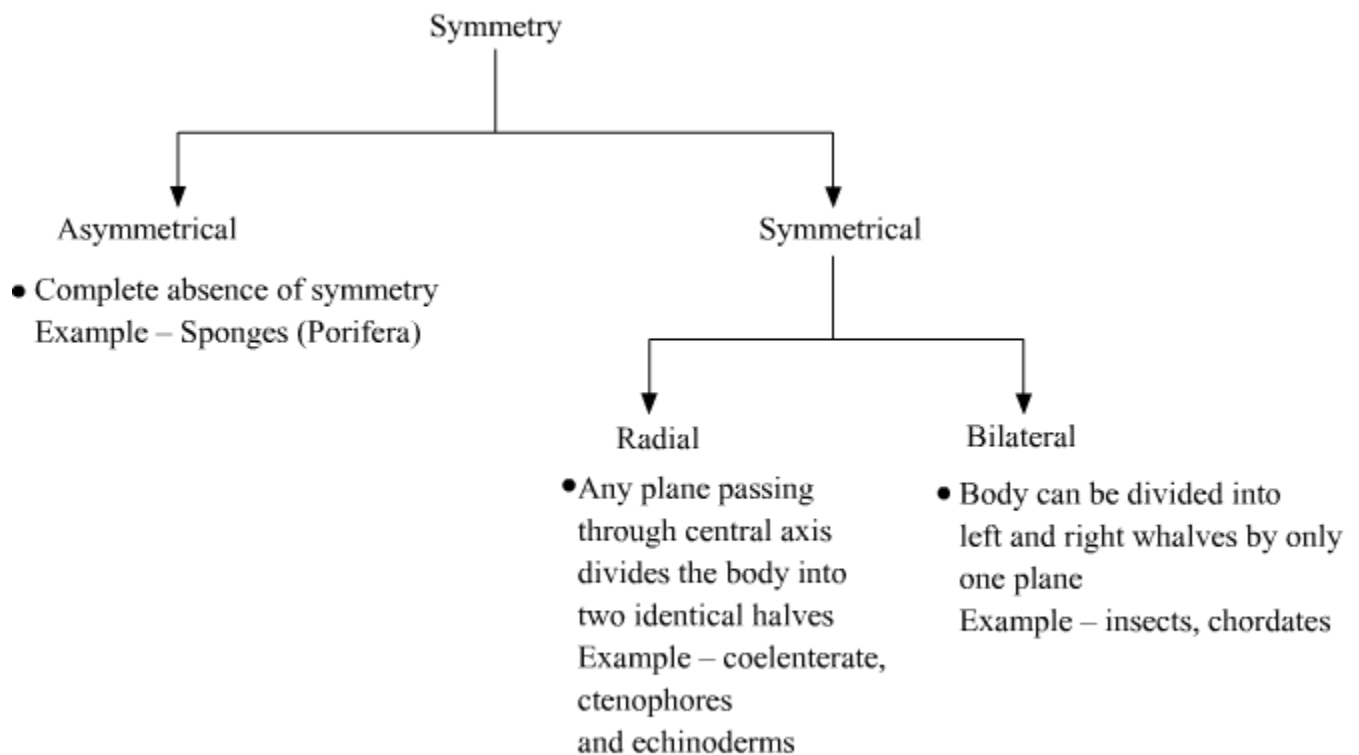 Symmetry
Asymmetrical
• Complete absence of symmetry
Example – Sponges (Porifera)
Symmetrical
Radial
•Any plane passing
through central axis
divides the body into
two identical halves
Example – coelenterate,
ctenophores
and echinoderms
Bilateral
• Body can be divided into
left and right whalves by only
one plane
Example – insects, chordates